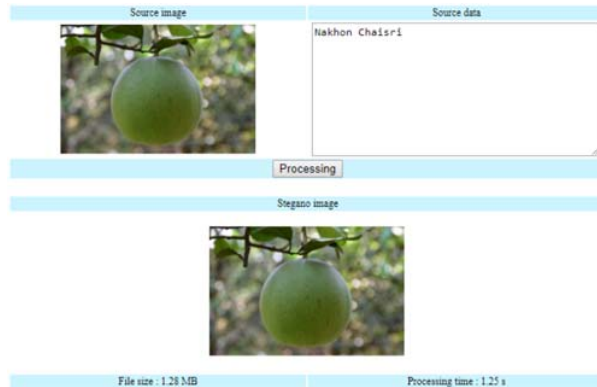 Source image
Source data
Nakhon Chaisri
Processing
Stegano image
File size : 1.28 MB
Processing time : 1.25 s